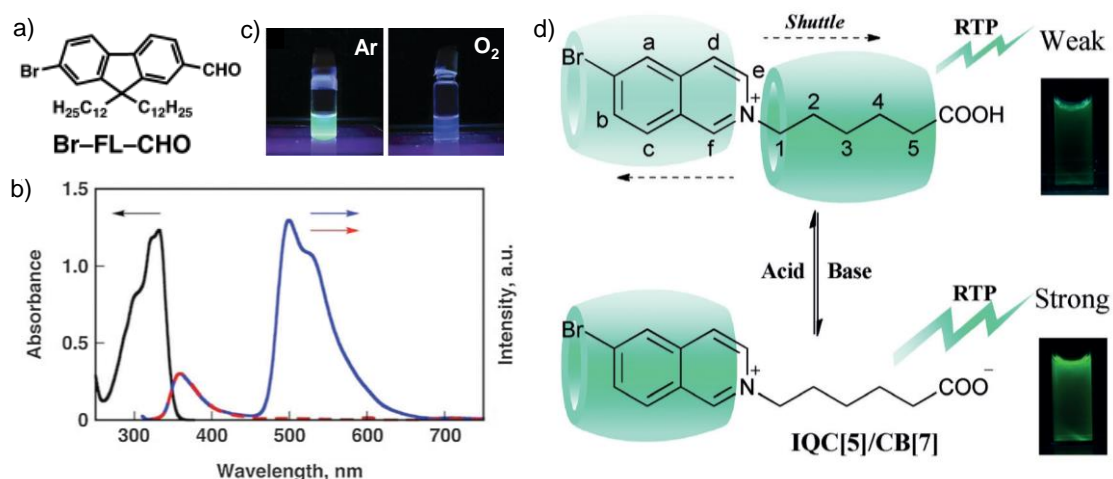 a)
Br
CHO
H₂₅C₁₂ C₁₂H₂₅
Br–FL–CHO
c)
Ar
O₂
b)
1.5
1.0
0.5
0
Absorbance
Intensity, a.u.
300 400 500 600 700
Wavelength, nm
d)
Shuttle
RTP
Weak
Br
a
d
e
b
c
f
N
+
1
2
3
4
5
COOH
Acid
Base
RTP
Strong
Br
N
+
COO⁻
IQC[5]/CB[7]